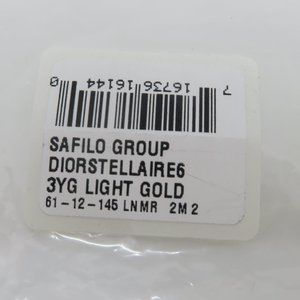 7 16736 16144 0
SAFILO GROUP
DIORSTELLAIRE6
3YG LIGHT GOLD
61-12-145 LNMR 2M2